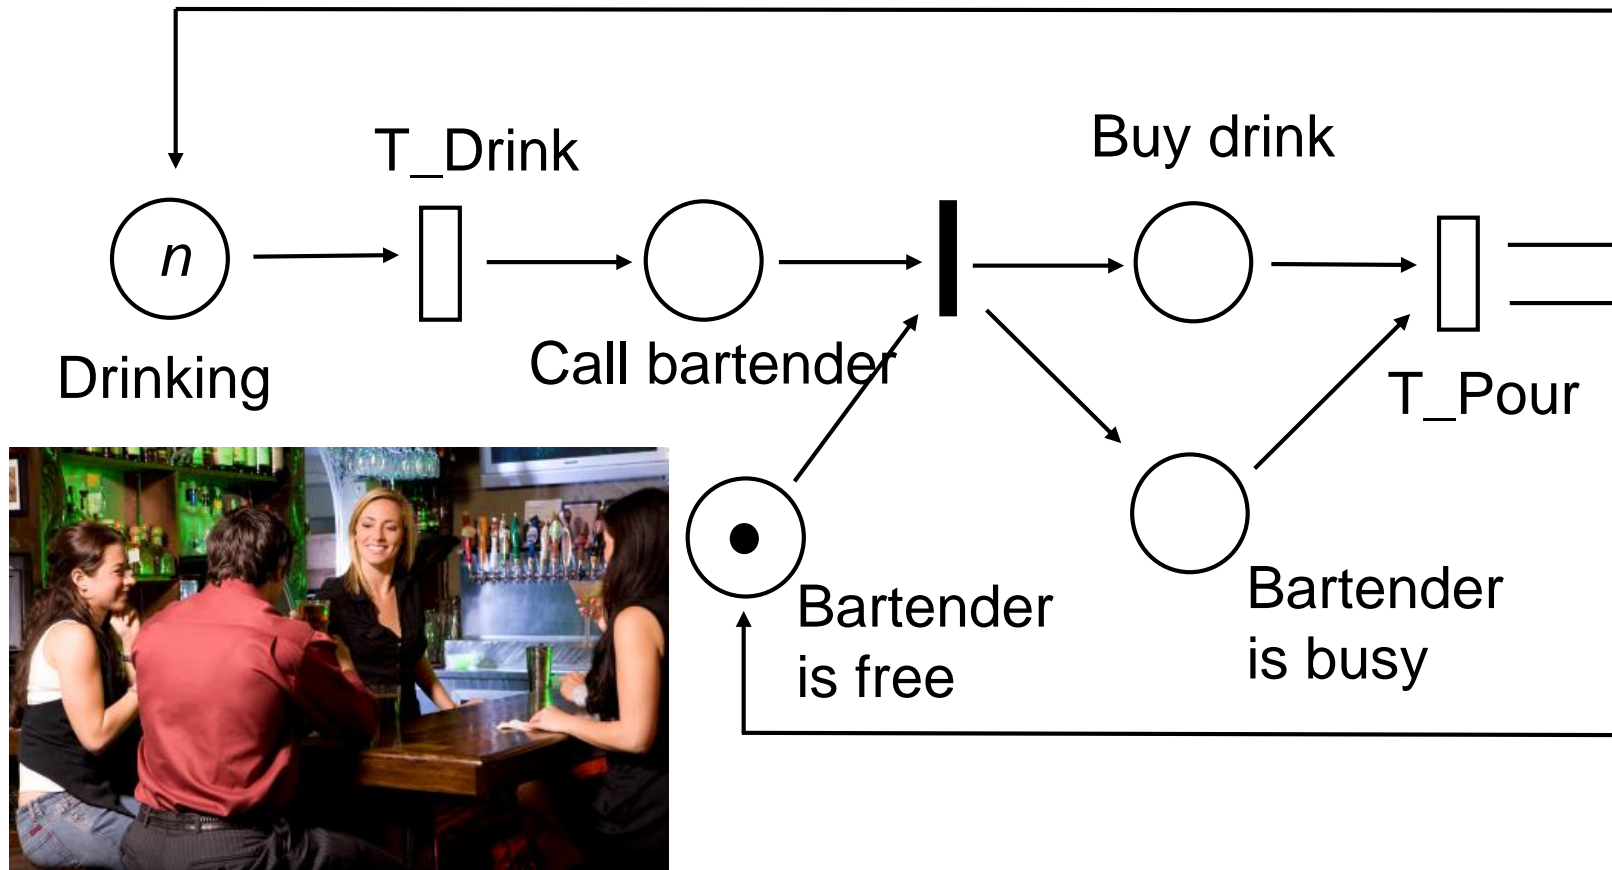 T_Drink
Buy drink
n
Drinking
Call bartender
T_Pour
Bartender
is free
Bartender
is busy